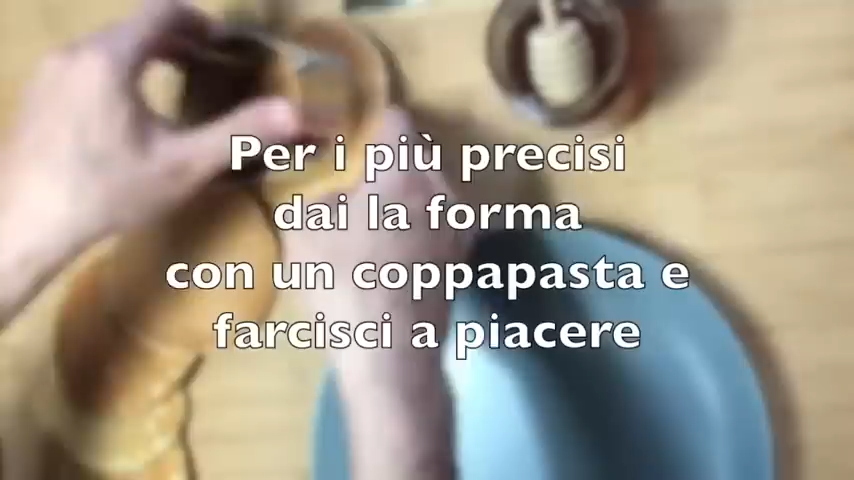 Per i più precisi
dai la forma
con un coppapasta e
farcisci a piacere